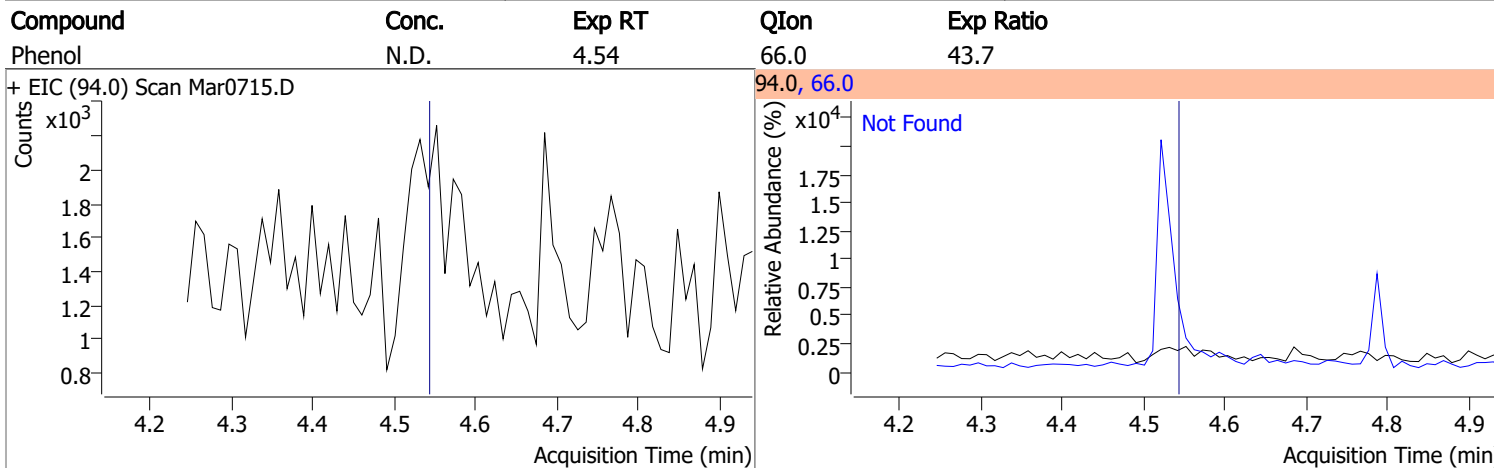 Compound Conc. Exp RT QIon Exp Ratio
Phenol N.D. 4.54 66.0 43.7
+ EIC (94.0) Scan Mar0715.D
Counts
x10³
2
1.8
1.6
1.4
1.2
1
0.8
4.2 4.3 4.4 4.5 4.6 4.7 4.8 4.9
Acquisition Time (min)
94.0, 66.0
Relative Abundance (%)
x10⁴
Not Found
1.75
1.5
1.25
1
0.75
0.5
0.25
0
4.2 4.3 4.4 4.5 4.6 4.7 4.8 4.9
Acquisition Time (min